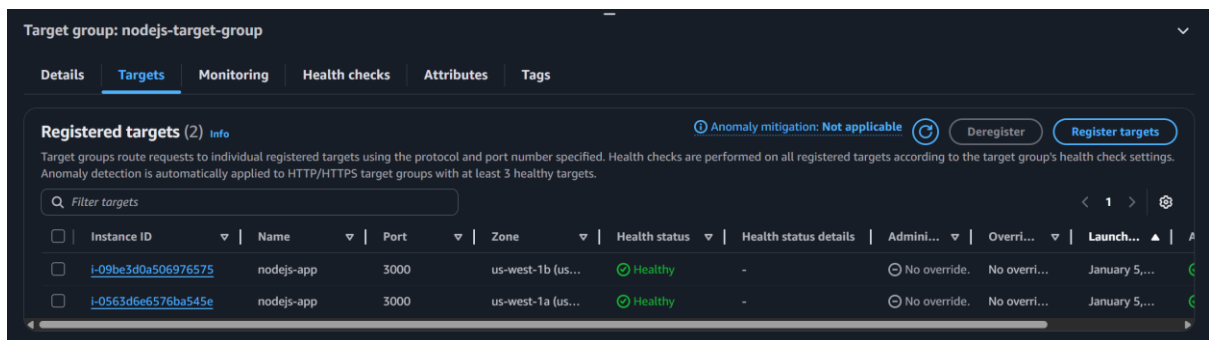 Target group: nodejs-target-group
Details Targets Monitoring Health checks Attributes Tags
Registered targets (2) Info
Anomaly mitigation: Not applicable Deregister Register targets
Target groups route requests to individual registered targets using the protocol and port number specified. Health checks are performed on all registered targets according to the target group's health check settings.
Anomaly detection is automatically applied to HTTP/HTTPS target groups with at least 3 healthy targets.
Filter targets 1
Instance ID Name Port Zone Health status Health status details Admini... Overri... Launch... A
i-09be3d0a506976575 nodejs-app 3000 us-west-1b (us... Healthy - No override. No overri... January 5,...
i-0563d6e6576ba545e nodejs-app 3000 us-west-1a (us... Healthy - No override. No overri... January 5,...